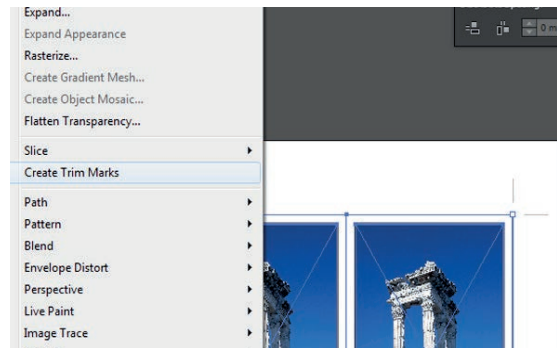 Expand...
Expand Appearance
Rasterize...
Create Gradient Mesh...
Create Object Mosaic...
Flatten Transparency...
Slice
Create Trim Marks
Path
Pattern
Blend
Envelope Distort
Perspective
Live Paint
Image Trace
0 m